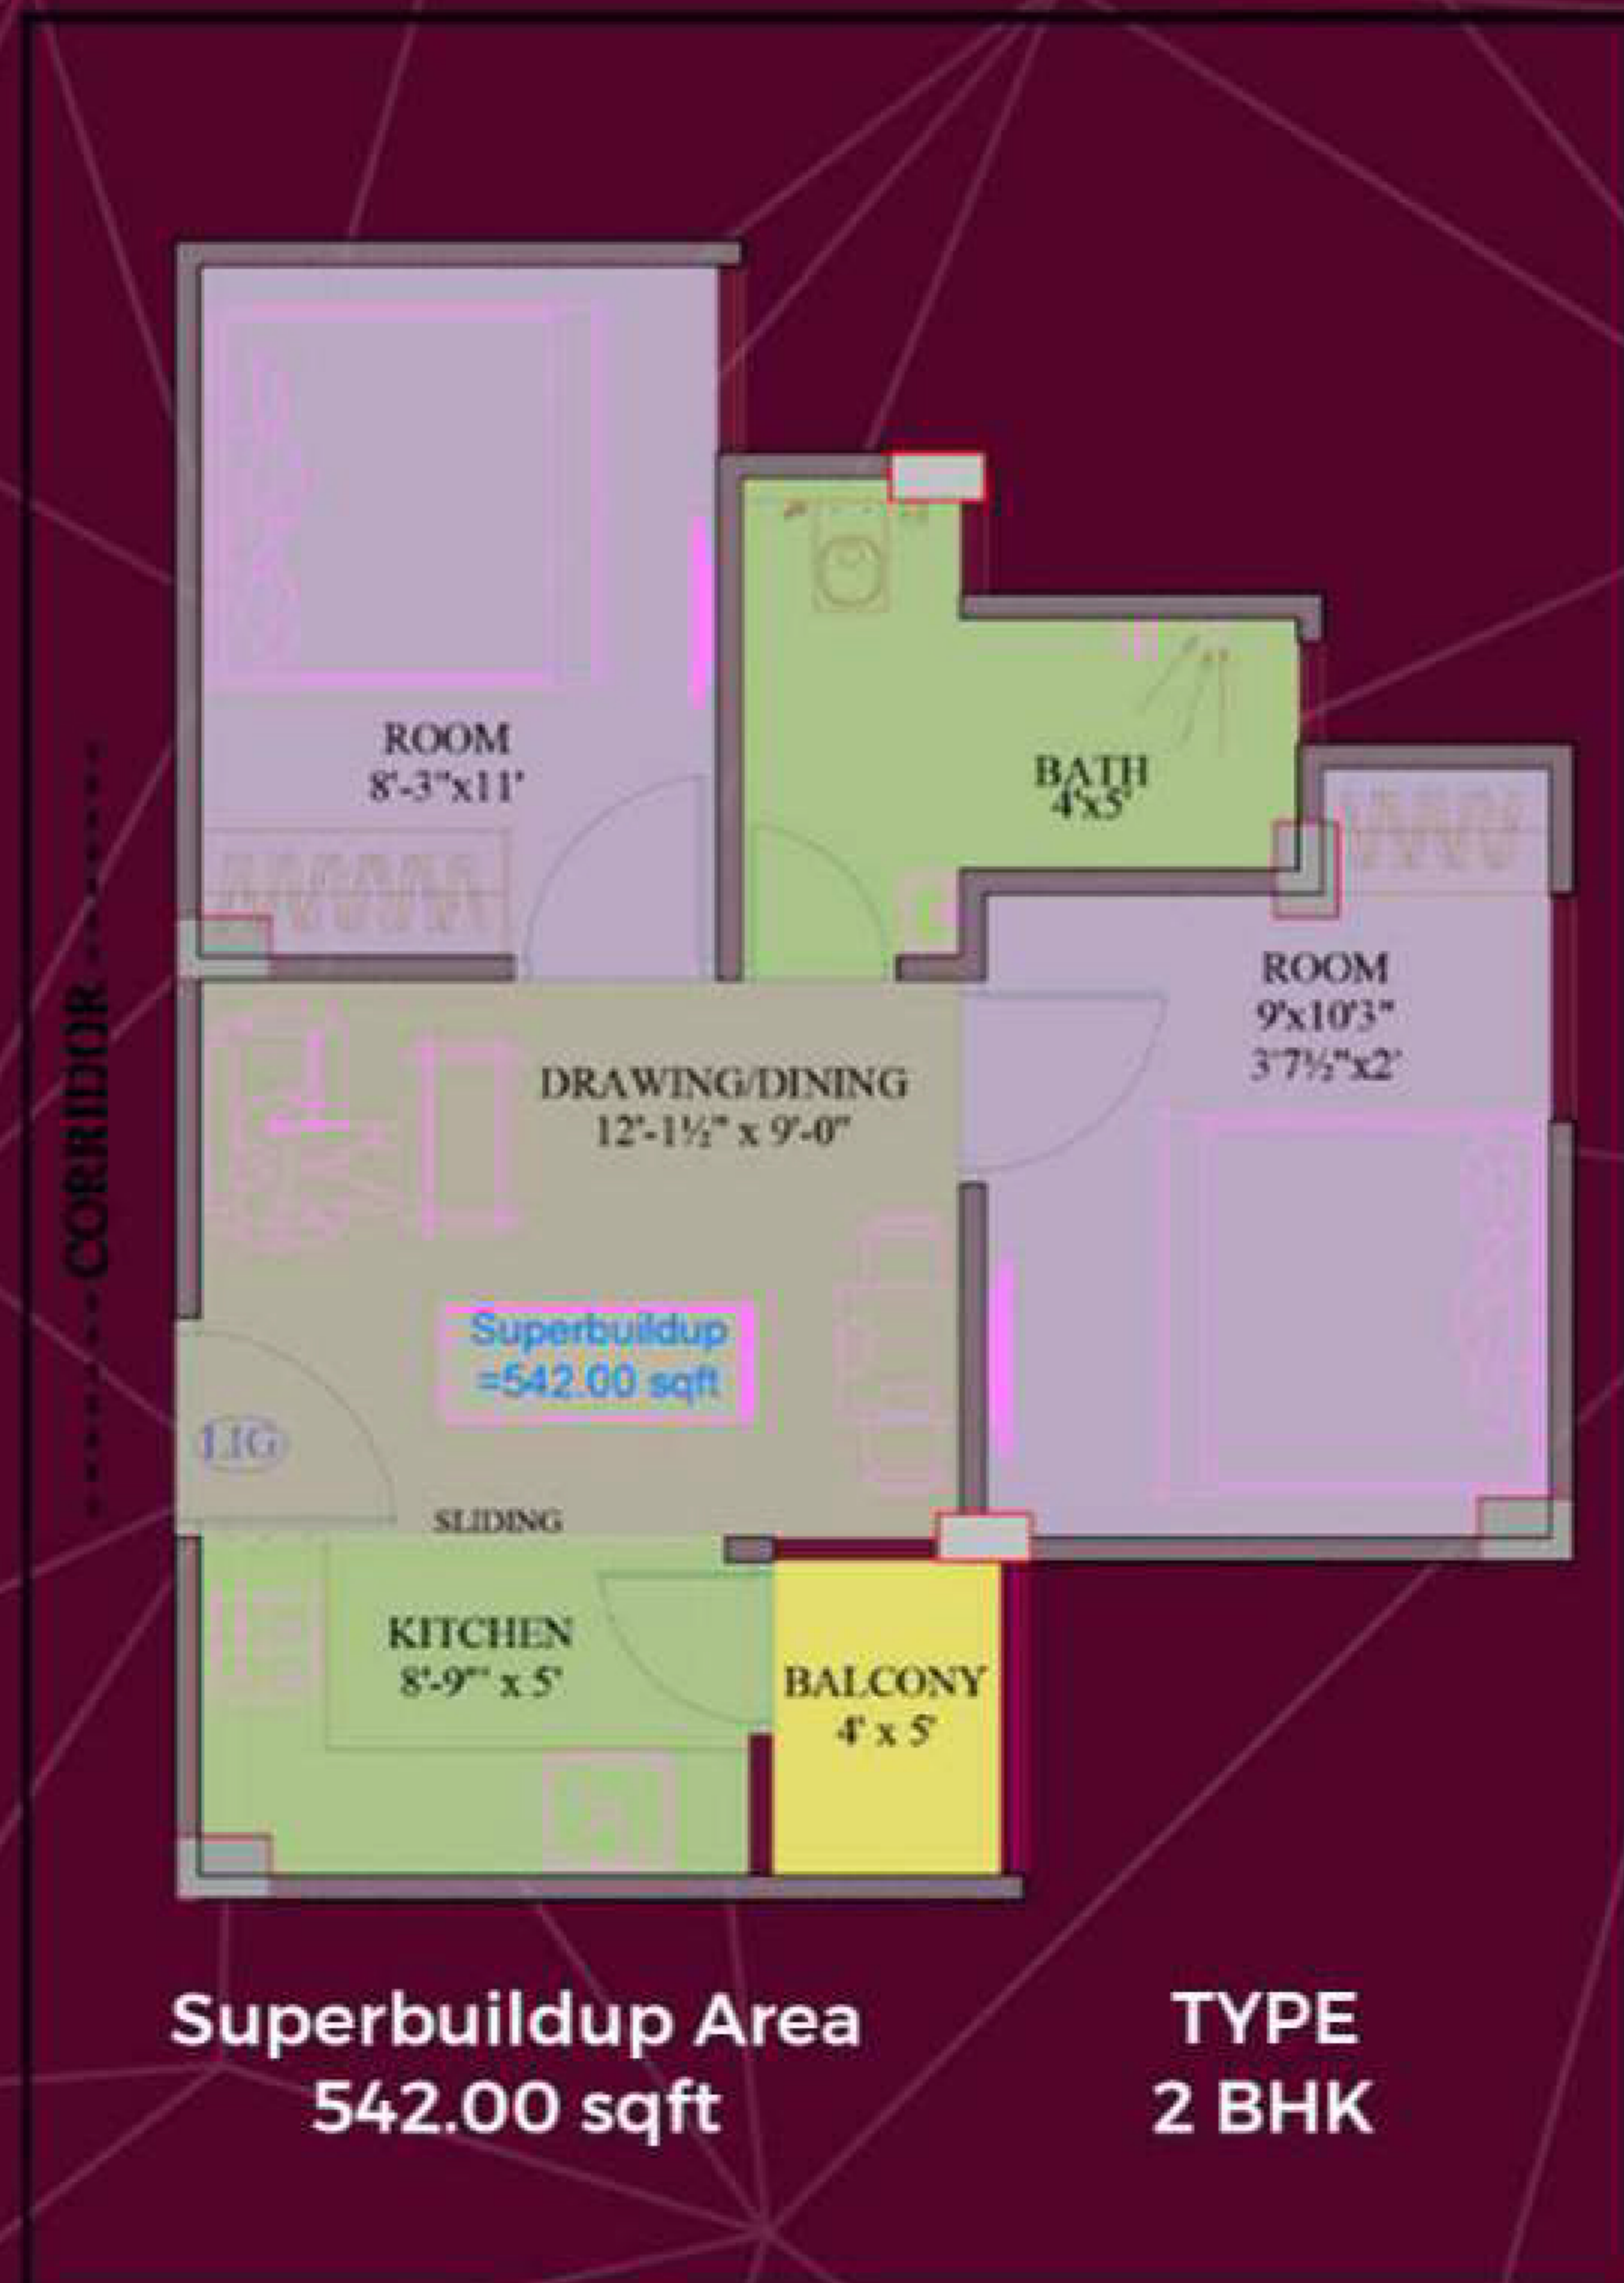 ROOM
8'-3"x11'
BATH
4'x5'
ROOM
9'x10'3"
3'7½"x2'
CORRIDOR
DRAWING/DINING
12'-1½" x 9'-0"
Superbuildup
=542.00 sqft
LIG
SLIDING
KITCHEN
8'-9"' x 5'
BALCONY
4' x 5'
Superbuildup Area
542.00 sqft
TYPE
2 BHK